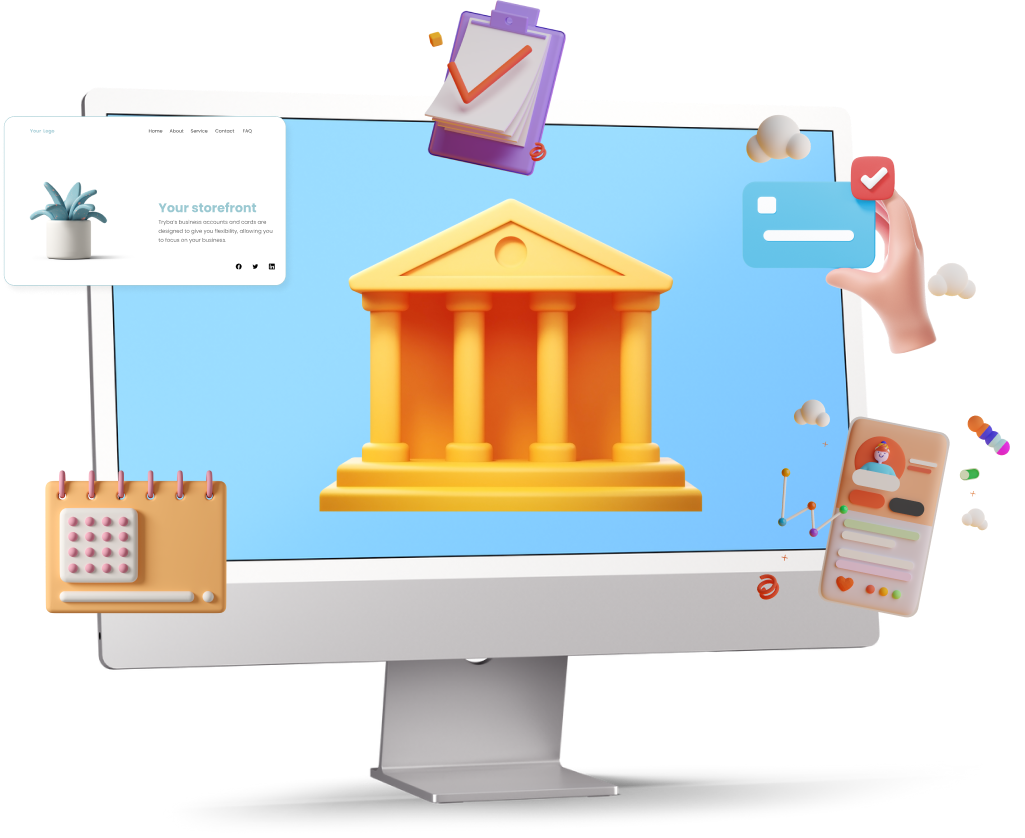 Your Logo
Home About Service Contact FAQ
Your storefront
Tryba's business accounts and cards are
designed to give you flexibility, allowing you
to focus on your business.